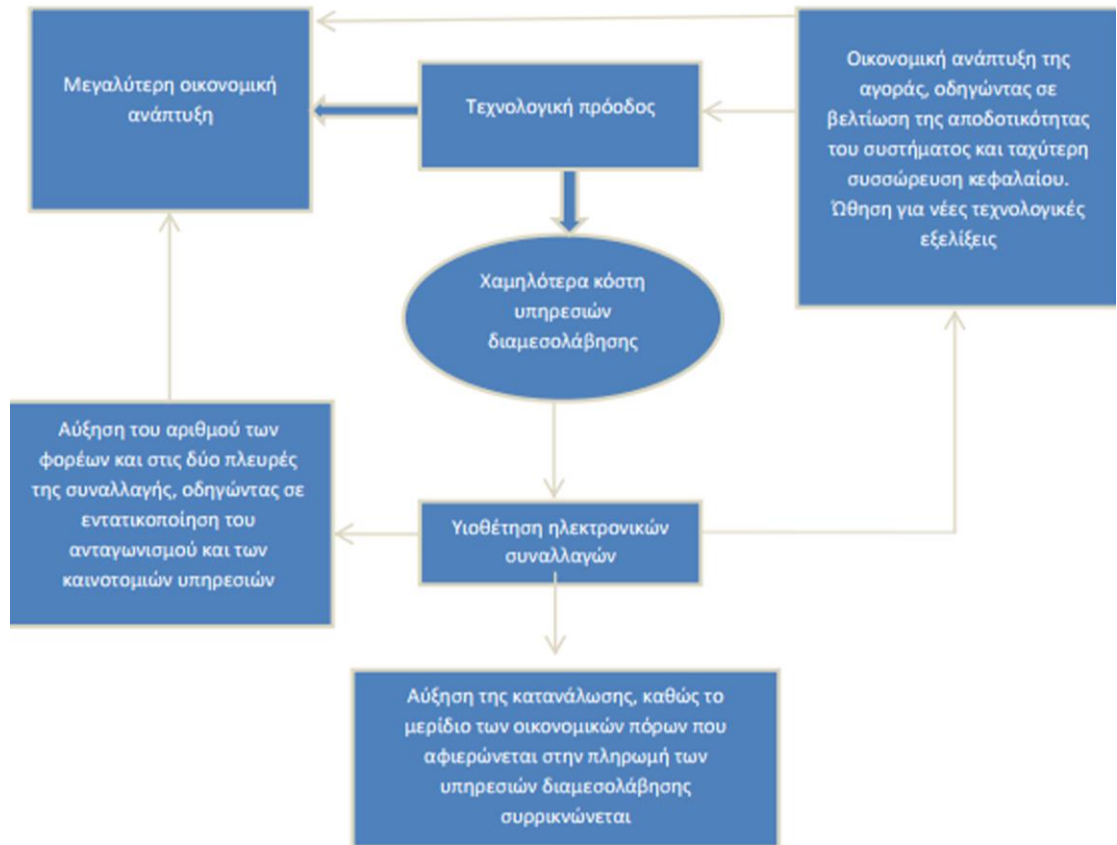 Μεγαλύτερη οικονομική
ανάπτυξη
Τεχνολογική πρόοδος
Οικονομική ανάπτυξη της
αγοράς, οδηγώντας σε
βελτίωση της αποδοτικότητας
του συστήματος και ταχύτερη
συσσώρευση κεφαλαίου.
Ώθηση για νέες τεχνολογικές
εξελίξεις
Χαμηλότερα κόστη
υπηρεσιών
διαμεσολάβησης
Αύξηση του αριθμού των
φορέων και στις δύο πλευρές
της συναλλαγής, οδηγώντας σε
εντατικοποίηση του
ανταγωνισμού και των
καινοτομιών υπηρεσιών
Υιοθέτηση ηλεκτρονικών
συναλλαγών
Αύξηση της κατανάλωσης, καθώς το
μερίδιο των οικονομικών πόρων που
αφιερώνεται στην πληρωμή των
υπηρεσιών διαμεσολάβησης
συρρικνώνεται